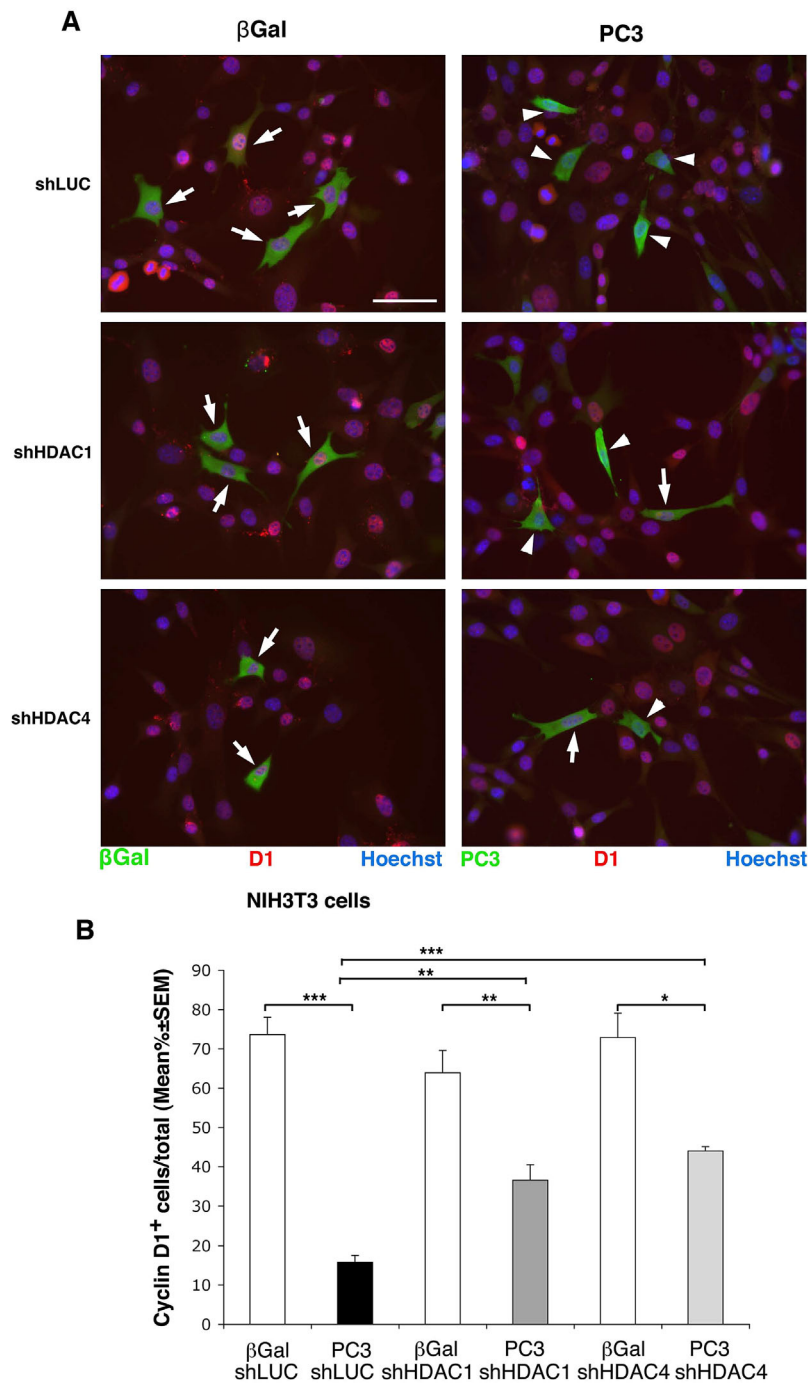 A
βGal
PC3
shLUC
shHDAC1
shHDAC4
βGal D1 Hoechst
PC3 D1 Hoechst
NIH3T3 cells
B
Cyclin D1+ cells/total (Mean%±SEM)
90
80
70
60
50
40
30
20
10
0
***
**
***
**
*
βGal PC3 βGal PC3 βGal PC3
shLUC shLUC shHDAC1 shHDAC1 shHDAC4 shHDAC4